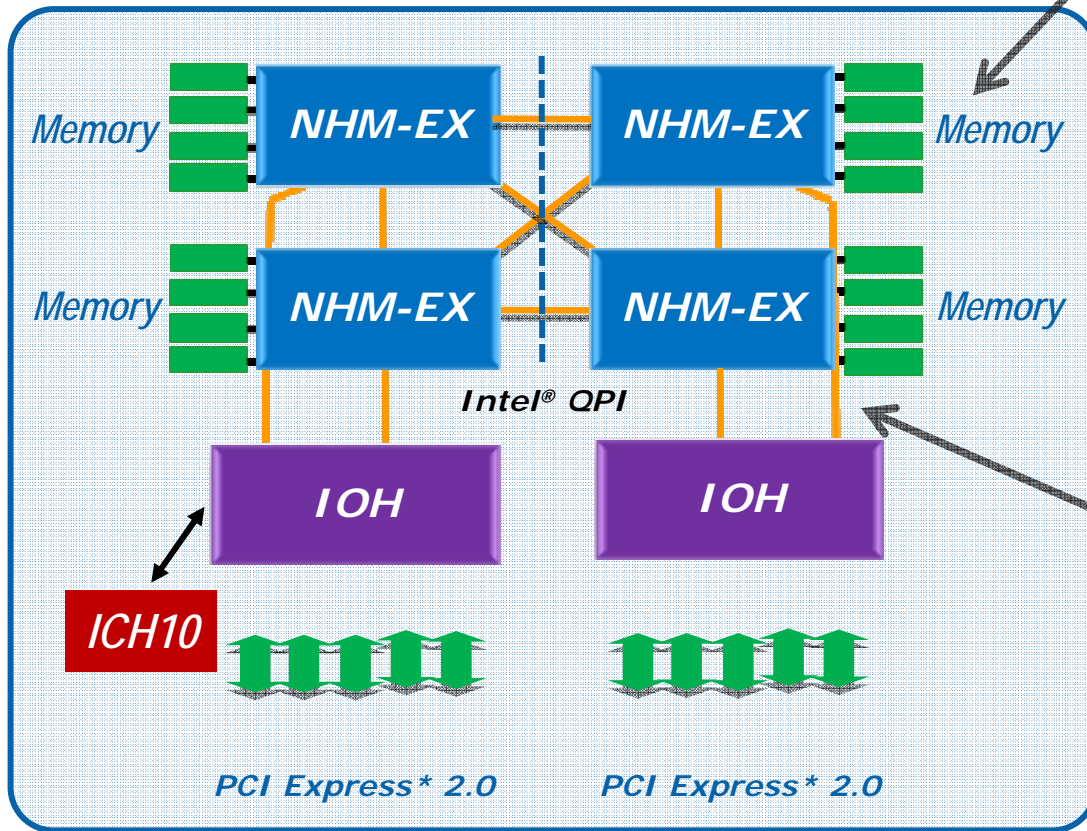 NHM-EX
NHM-EX
Memory
Memory
NHM-EX
NHM-EX
Memory
Memory
Intel® QPI
IOH
IOH
ICH10
PCI Express* 2.0
PCI Express* 2.0